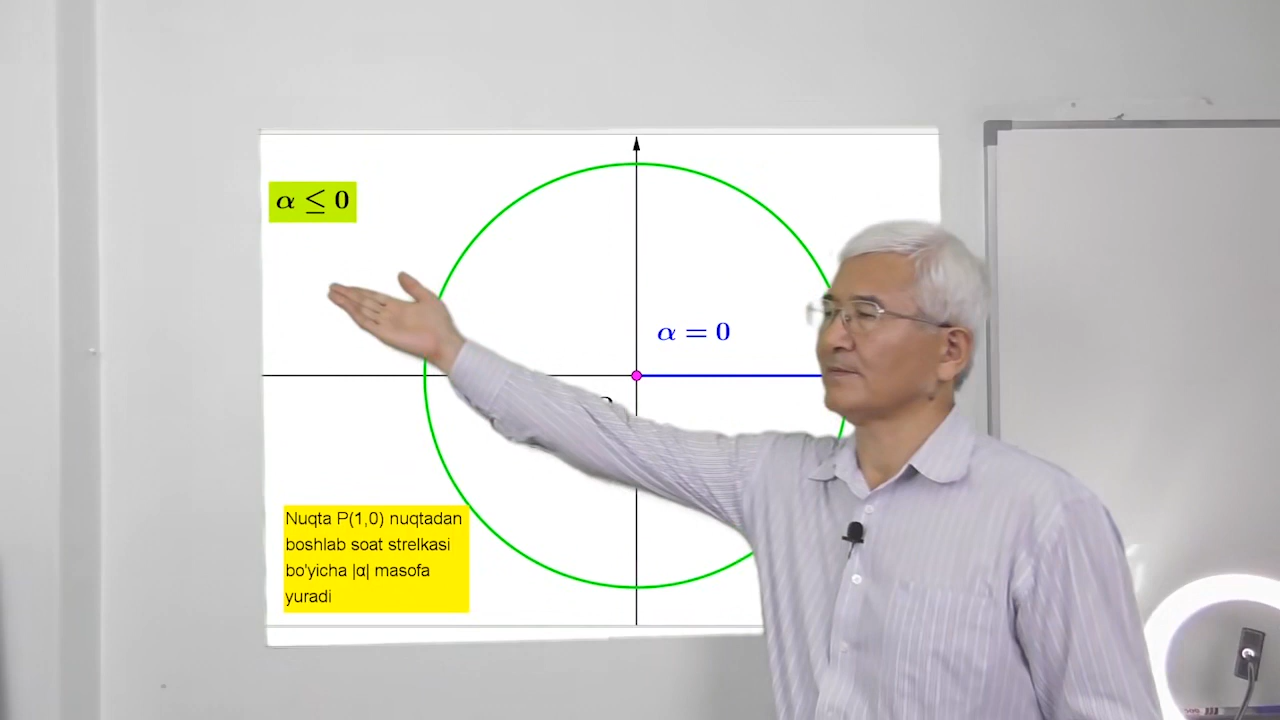 α ≤ 0
α = 0
Nuqta P(1,0) nuqtadan
boshlab soat strelkasi
bo'yicha |α| masofa
yuradi